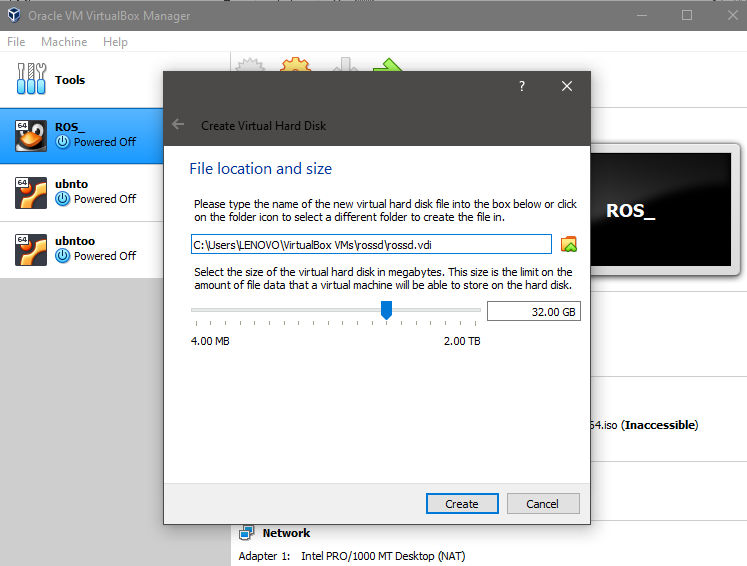 Oracle VM VirtualBox Manager
File Machine Help
Tools
64
ROS_
Powered Off
64
ubnto
Powered Off
64
ubntoo
Powered Off
?
Create Virtual Hard Disk
File location and size
Please type the name of the new virtual hard disk file into the box below or click
on the folder icon to select a different folder to create the file in.
C:\Users\LENOVO\VirtualBox VMs\rossd\rossd.vdi
Select the size of the virtual hard disk in megabytes. This size is the limit on the
amount of file data that a virtual machine will be able to store on the hard disk.
32.00 GB
4.00 MB 2.00 TB
Create Cancel
ROS_
64.iso (Inaccessible)
Network
Adapter 1: Intel PRO/1000 MT Desktop (NAT)